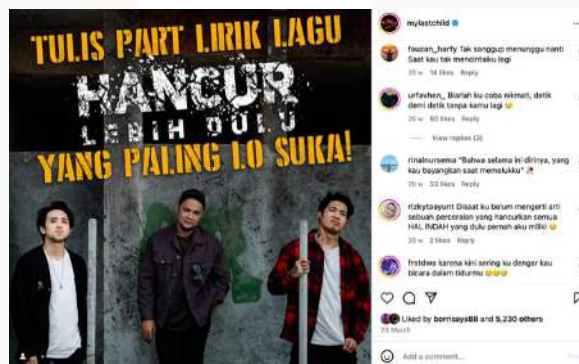 TULIS PART LIRIK LAGU
HANCUR
LEBIH DULU
YANG PALING LO SUKA!
mylastchild
fauzan_harfy Tak sanggup menunggu nanti
Saat kau tak mencintaiku lagi
20 w 14 likes Reply
urfavhen_ Biarlah ku coba nikmati, detik
demi detik tanpa kamu lagi
20 w 80 likes Reply
View replies (3)
rinalnursema "Bahwa selama ini dirinya, yang
kau bayangkan saat memelukku"
20 w 33 likes Reply
rizkytaayum1 Disaat ku belum mengerti arti
sebuah perceraian yang hancurkan semua
HAL INDAH yang dulu pernah aku miliki
20 w 2 likes Reply
frstdwa karena kini sering ku dengar kau
bicara dalam tidurmu
Liked by borrisays88 and 5,230 others
23 March
Add a comment...